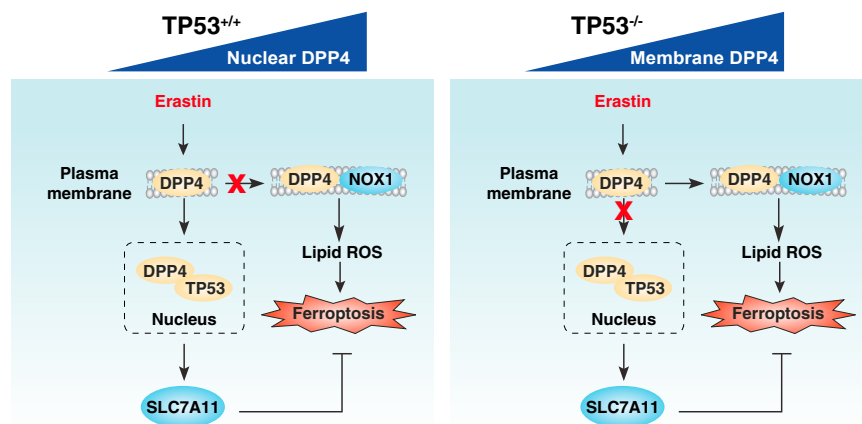 TP53+/+
Nuclear DPP4
Erastin
Plasma
membrane
DPP4
X
DPP4
NOX1
Lipid ROS
DPP4
TP53
Nucleus
Ferroptosis
SLC7A11
TP53-/-
Membrane DPP4
Erastin
Plasma
membrane
DPP4
X
DPP4
NOX1
Lipid ROS
DPP4
TP53
Nucleus
Ferroptosis
SLC7A11